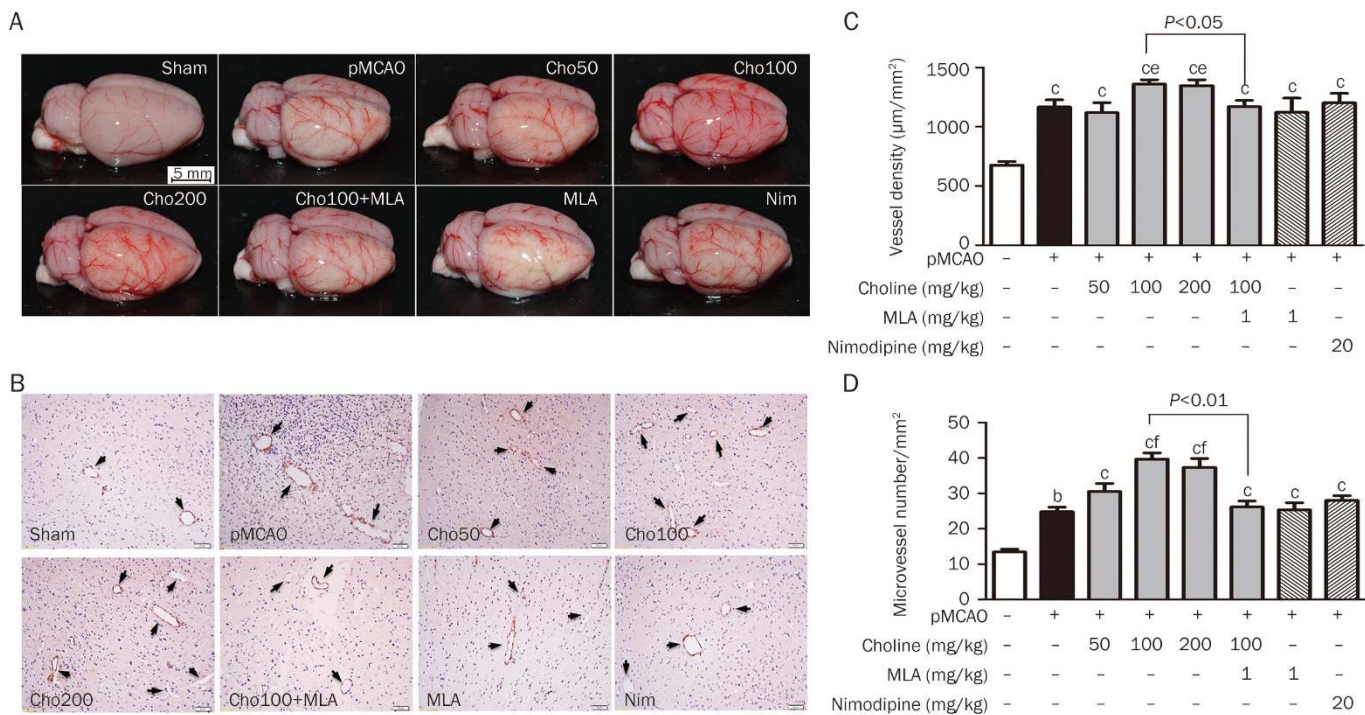 A
Sham
pMCAO
Cho50
Cho100
5 mm
Cho200
Cho100+MLA
MLA
Nim
B
Sham
pMCAO
Cho50
Cho100
Cho200
Cho100+MLA
MLA
Nim
C
P<0.05
Vessel density (μm/mm²)
1500
1000
500
0
c c ce ce c c c
pMCAO – + + + + + + +
Choline (mg/kg) – – 50 100 200 100 – –
MLA (mg/kg) – – – – – 1 1 –
Nimodipine (mg/kg) – – – – – – – 20
D
P<0.01
Microvessel number/mm²
50
40
30
20
10
0
b c cf cf c c c
pMCAO – + + + + + + +
Choline (mg/kg) – – 50 100 200 100 – –
MLA (mg/kg) – – – – – 1 1 –
Nimodipine (mg/kg) – – – – – – – 20